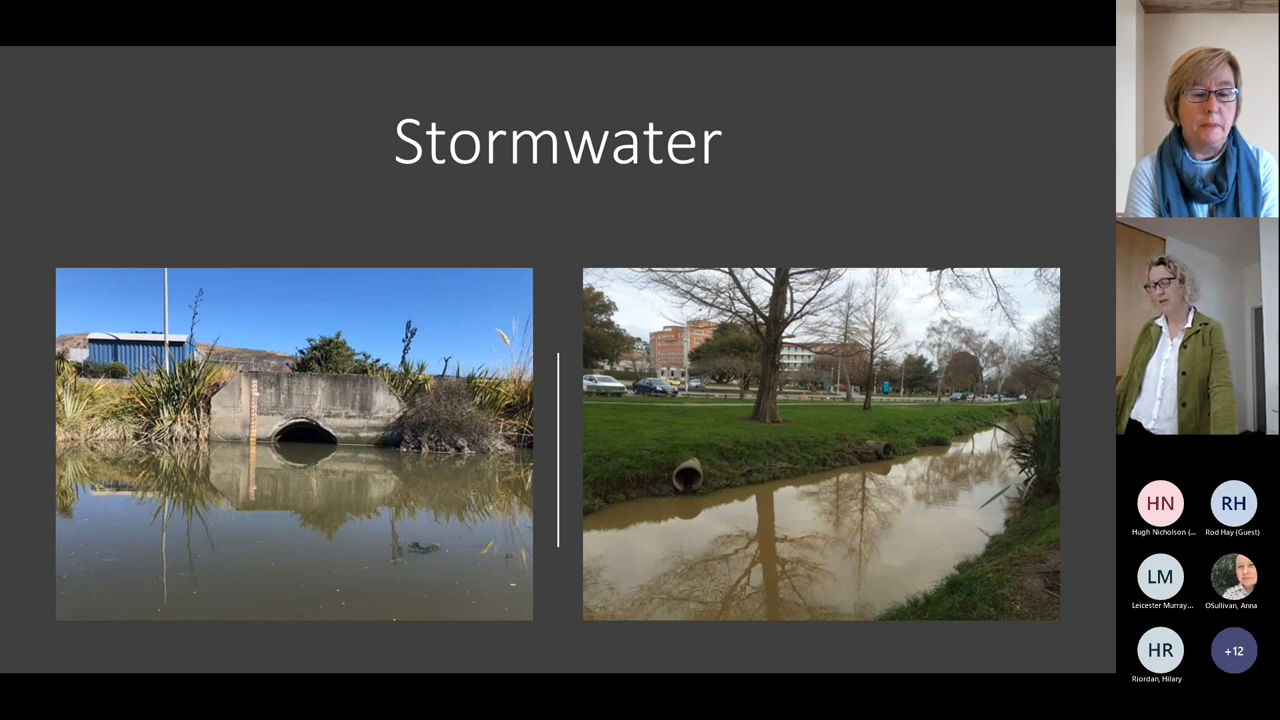 Stormwater
HN
RH
Hugh Nicholson (...
Rod Hay (Guest)
LM
Leicester Murray...
OSullivan, Anna
HR
+12
Riordan, Hilary